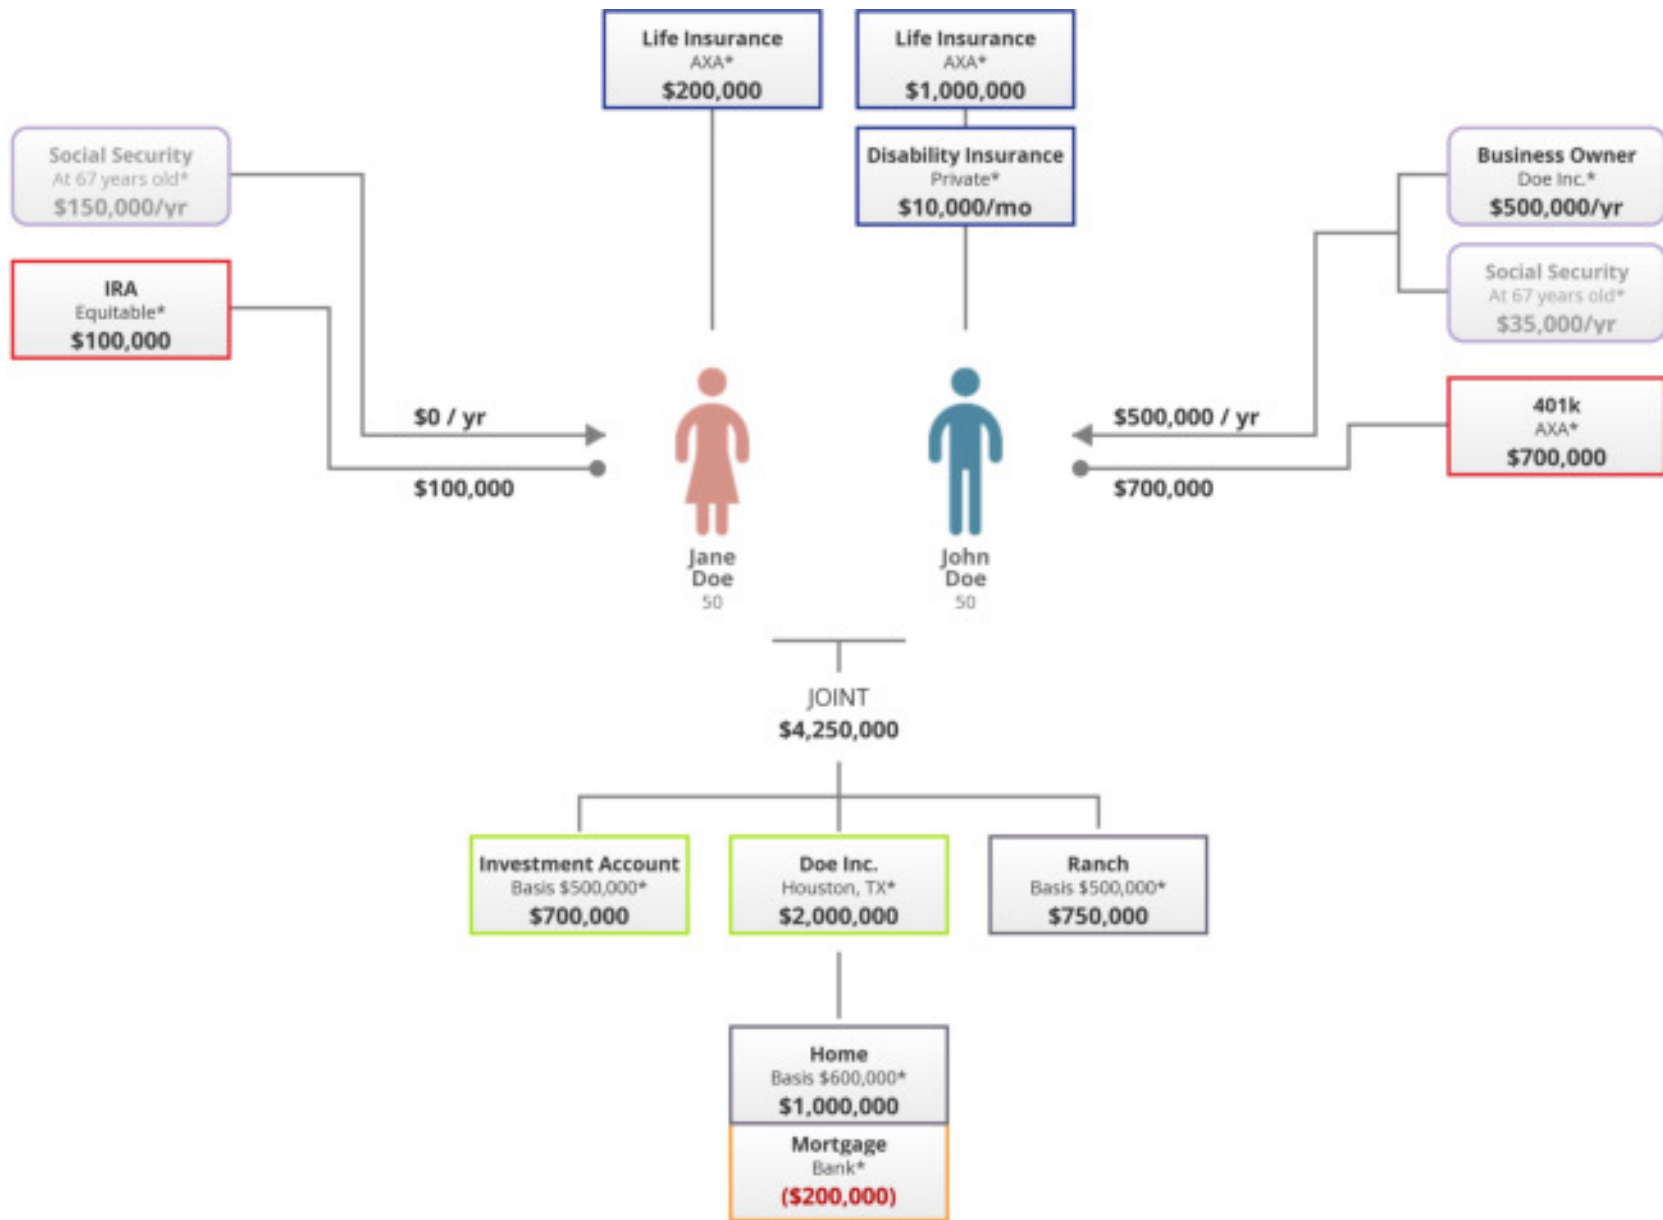 Life Insurance
AXA*
$200,000
Life Insurance
AXA*
$1,000,000
Disability Insurance
Private*
$10,000/mo
Social Security
At 67 years old*
$150,000/yr
IRA
Equitable*
$100,000
Business Owner
Doe Inc.*
$500,000/yr
Social Security
At 67 years old*
$35,000/yr
401k
AXA*
$700,000
$0 / yr
$100,000
$500,000 / yr
$700,000
Jane
Doe
50
John
Doe
50
JOINT
$4,250,000
Investment Account
Basis $500,000*
$700,000
Doe Inc.
Houston, TX*
$2,000,000
Ranch
Basis $500,000*
$750,000
Home
Basis $600,000*
$1,000,000
Mortgage
Bank*
($200,000)